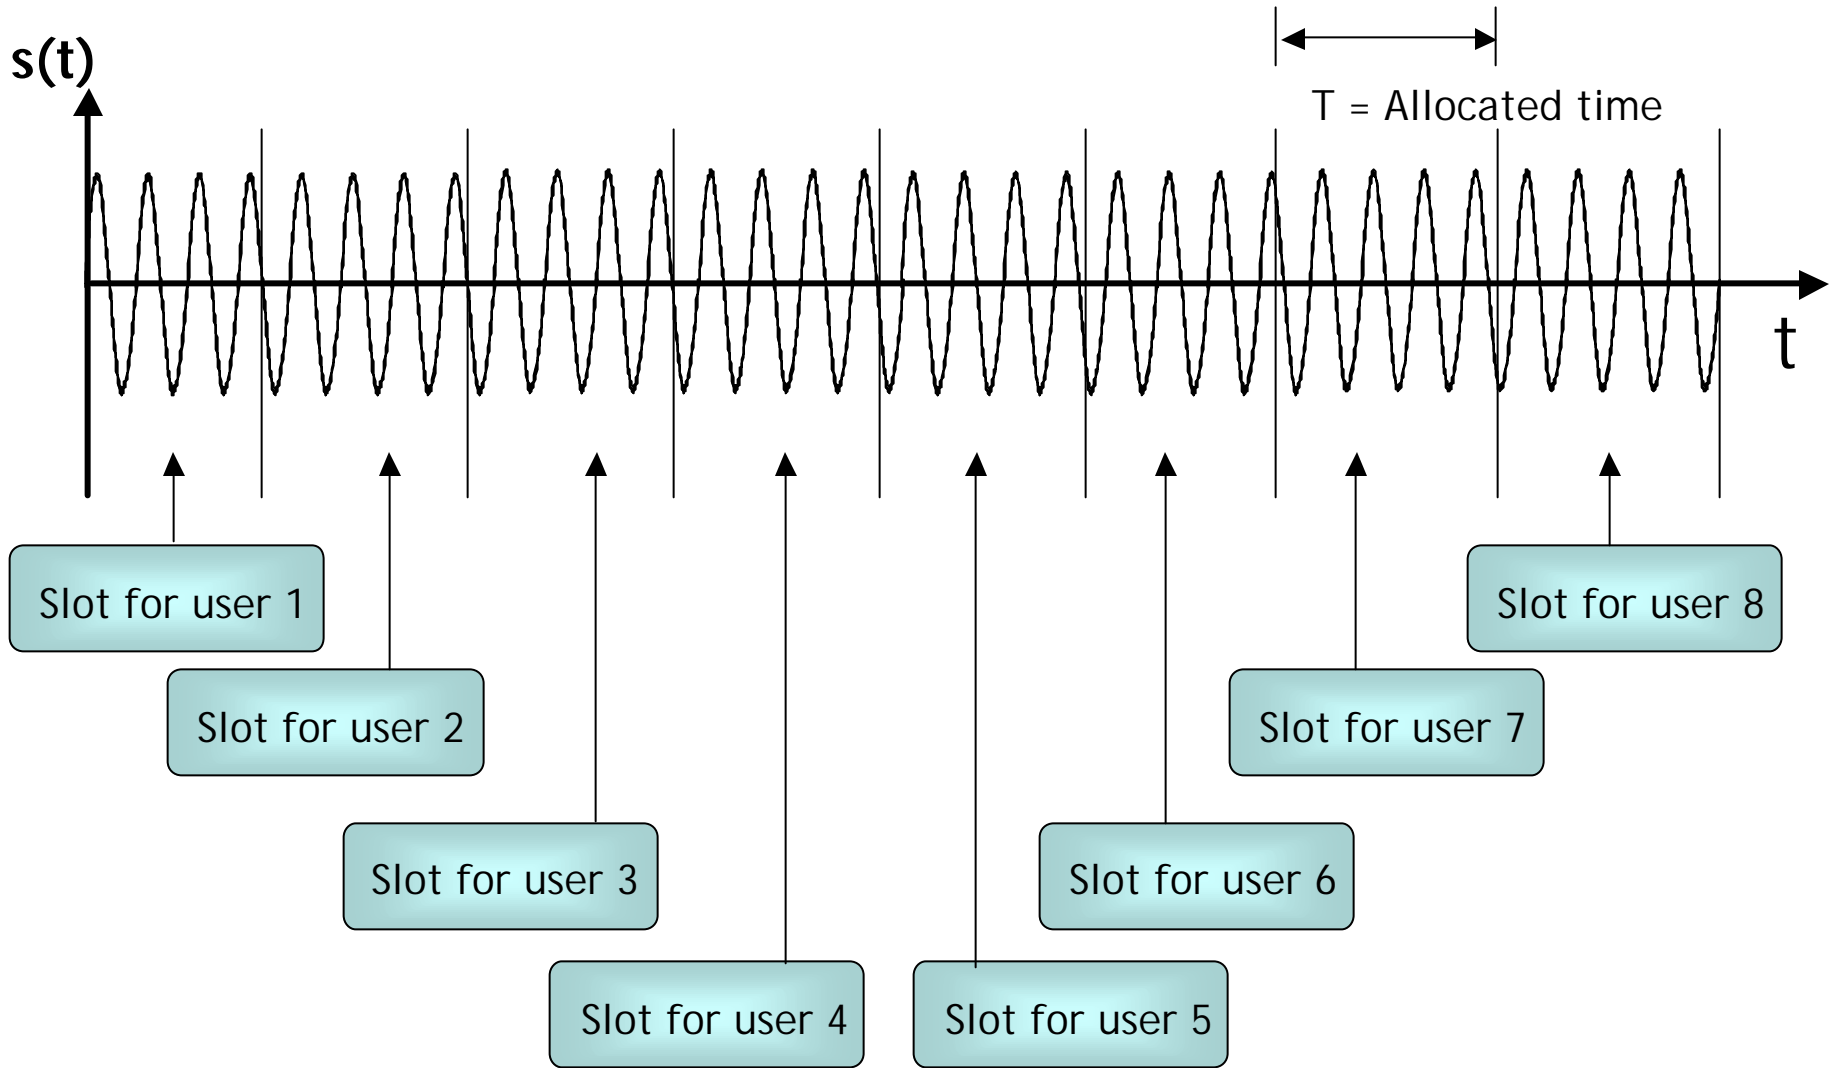 s(t)
T = Allocated time
t
Slot for user 1
Slot for user 8
Slot for user 2
Slot for user 7
Slot for user 3
Slot for user 6
Slot for user 4
Slot for user 5